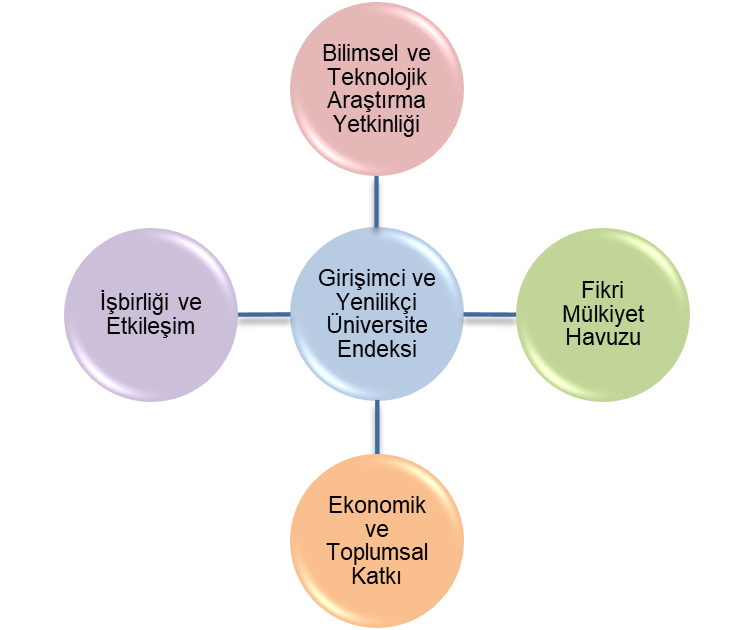 Bilimsel ve
Teknolojik
Araştırma
Yetkinliği
İşbirliği ve
Etkileşim
Girişimci ve
Yenilikçi
Üniversite
Endeksi
Fikri
Mülkiyet
Havuzu
Ekonomik
ve
Toplumsal
Katkı